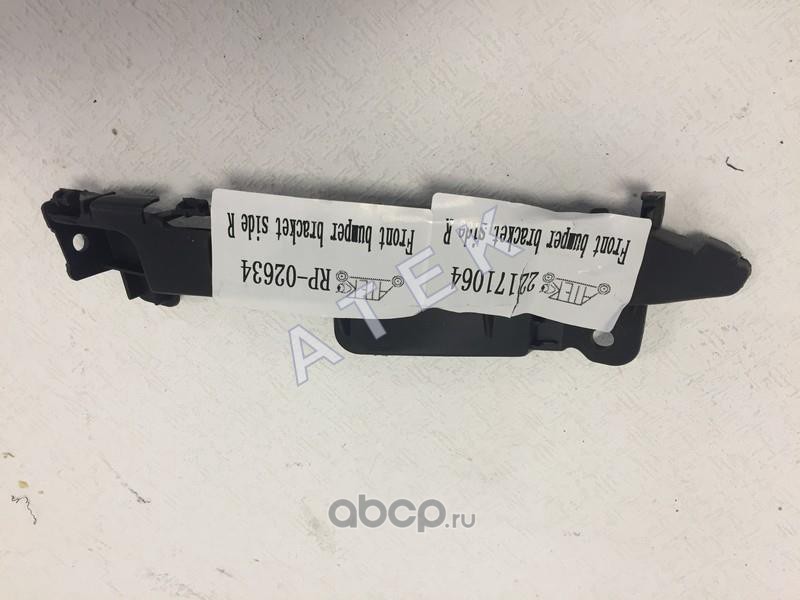 Front bumper bracket side R
RP-02634
ATEK
Front bumper bracket side R
22171064
ATEK
ATEK
abcp.ru